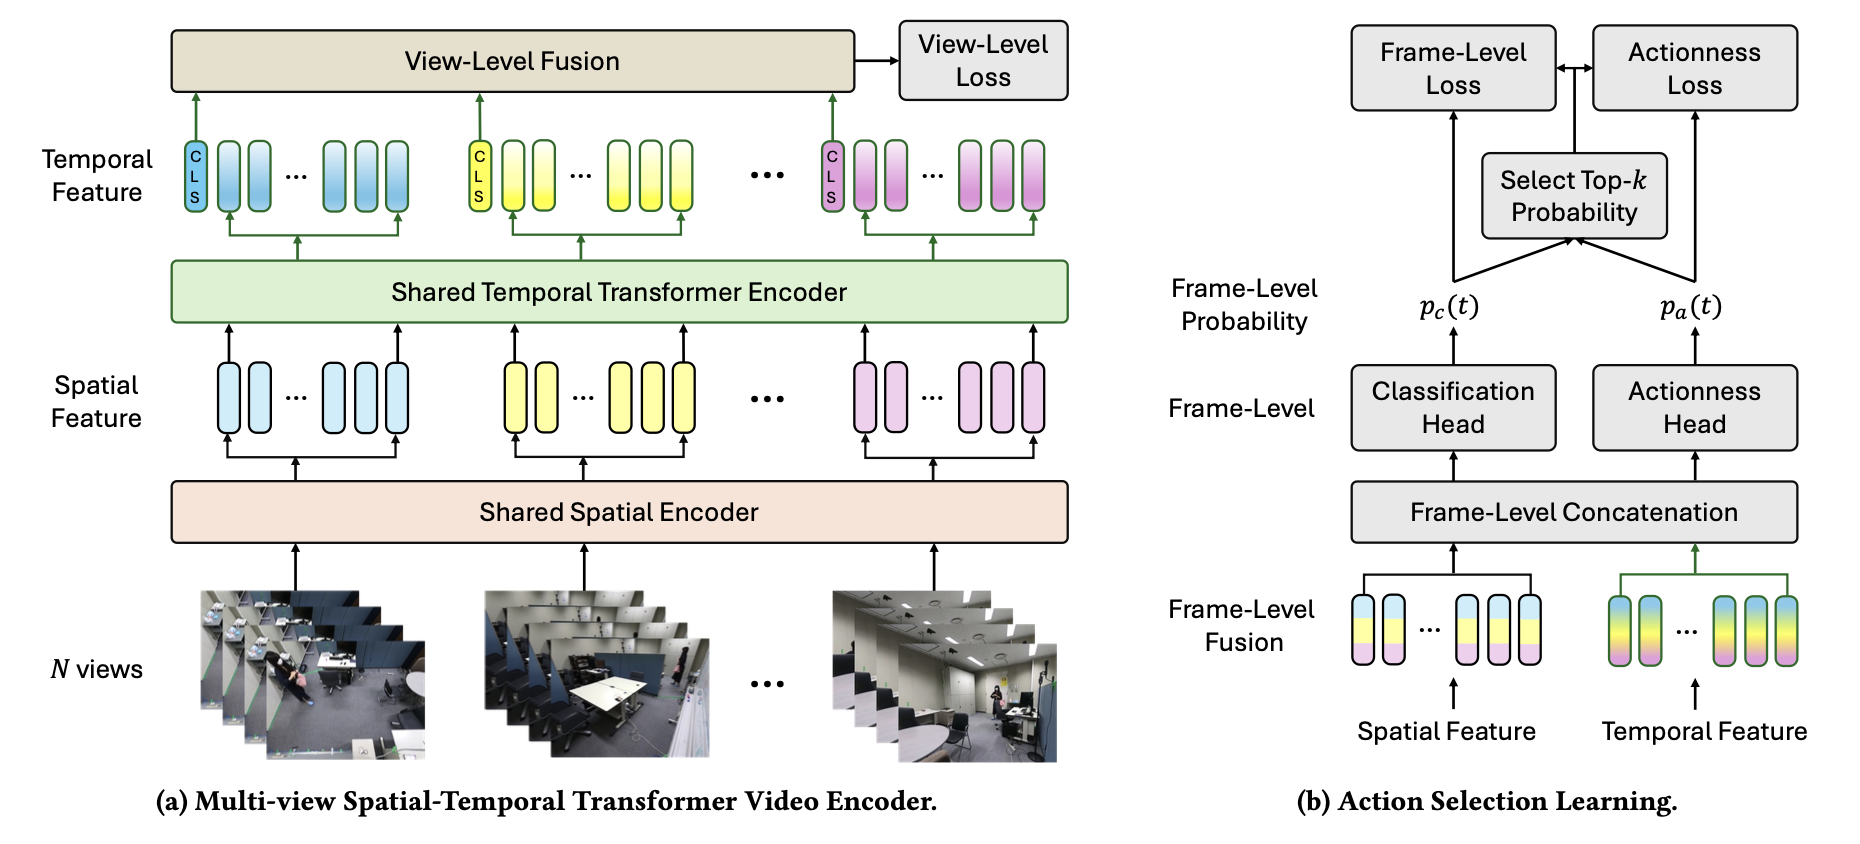 View-Level Fusion
View-Level
Loss
Temporal
Feature
C
L
S
...
C
L
S
...
...
C
L
S
...
Shared Temporal Transformer Encoder
Spatial
Feature
...
...
...
...
Shared Spatial Encoder
N views
...
(a) Multi-view Spatial-Temporal Transformer Video Encoder.
Frame-Level
Loss
Actionness
Loss
Select Top-k
Probability
Frame-Level
Probability
p_c(t)
p_a(t)
Frame-Level
Classification
Head
Actionness
Head
Frame-Level Concatenation
Frame-Level
Fusion
...
...
Spatial Feature
Temporal Feature
(b) Action Selection Learning.